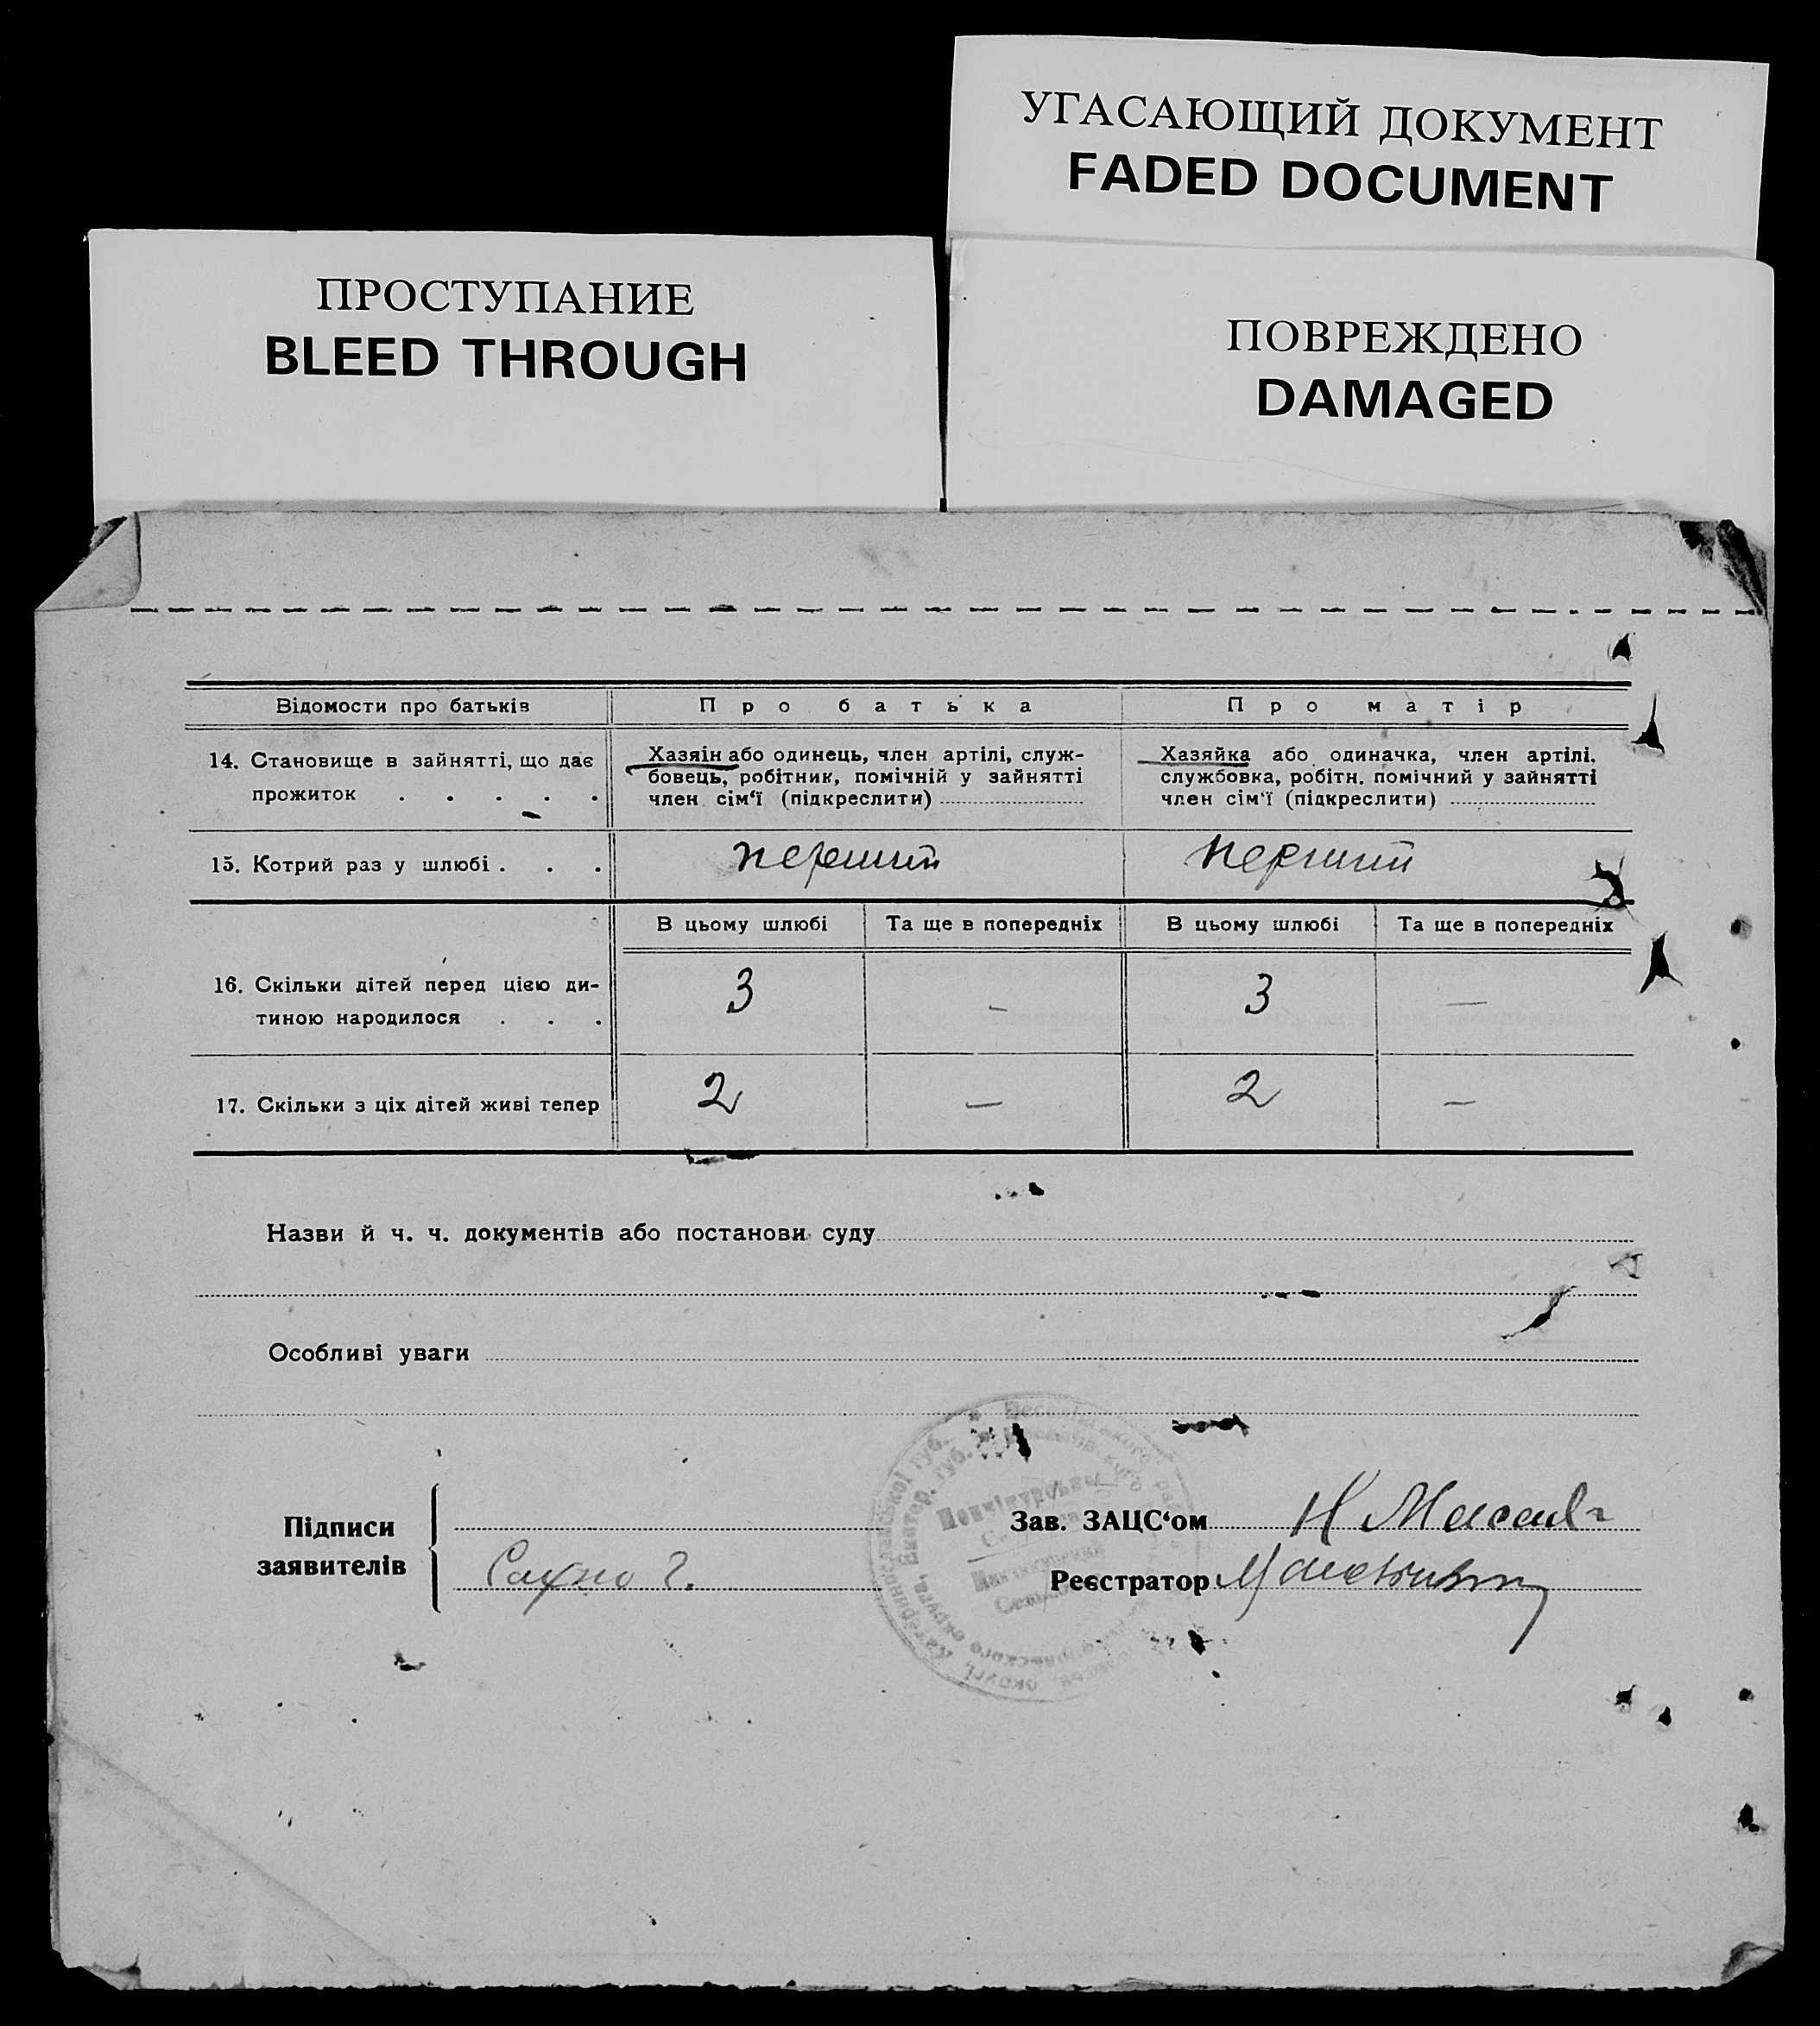 УГАСАЮЩИЙ ДОКУМЕНТ
FADED DOCUMENT
ПРОСТУПАНИЕ
BLEED THROUGH
ПОВРЕЖДЕНО
DAMAGED
Відомости про батьків Про батька Про матір
14. Становище в зайнятті, що дає прожиток . . . . .
Хазяін або одинець, член артілі, служ-
бовець, робітник, помічній у зайнятті
член сім‘ї (підкреслити)
Хазяйка або одиначка, член артілі.
службовка, робітн. помічний у зайнятті
член сім‘ї (підкреслити)
15. Котрий раз у шлюбі . . . перший перший
В цьому шлюбі Та ще в попередніх В цьому шлюбі Та ще в попередніх
16. Скільки дітей перед цією ди-
тиною народилося . . . 3 — 3 —
17. Скільки з ціх дітей живі тепер 2 — 2 —
Назви й ч. ч. документів або постанови суду
Особливі уваги
Підписи
заявителів
Сахно Г.
Зав. ЗАЦС‘ом
Реєстратор